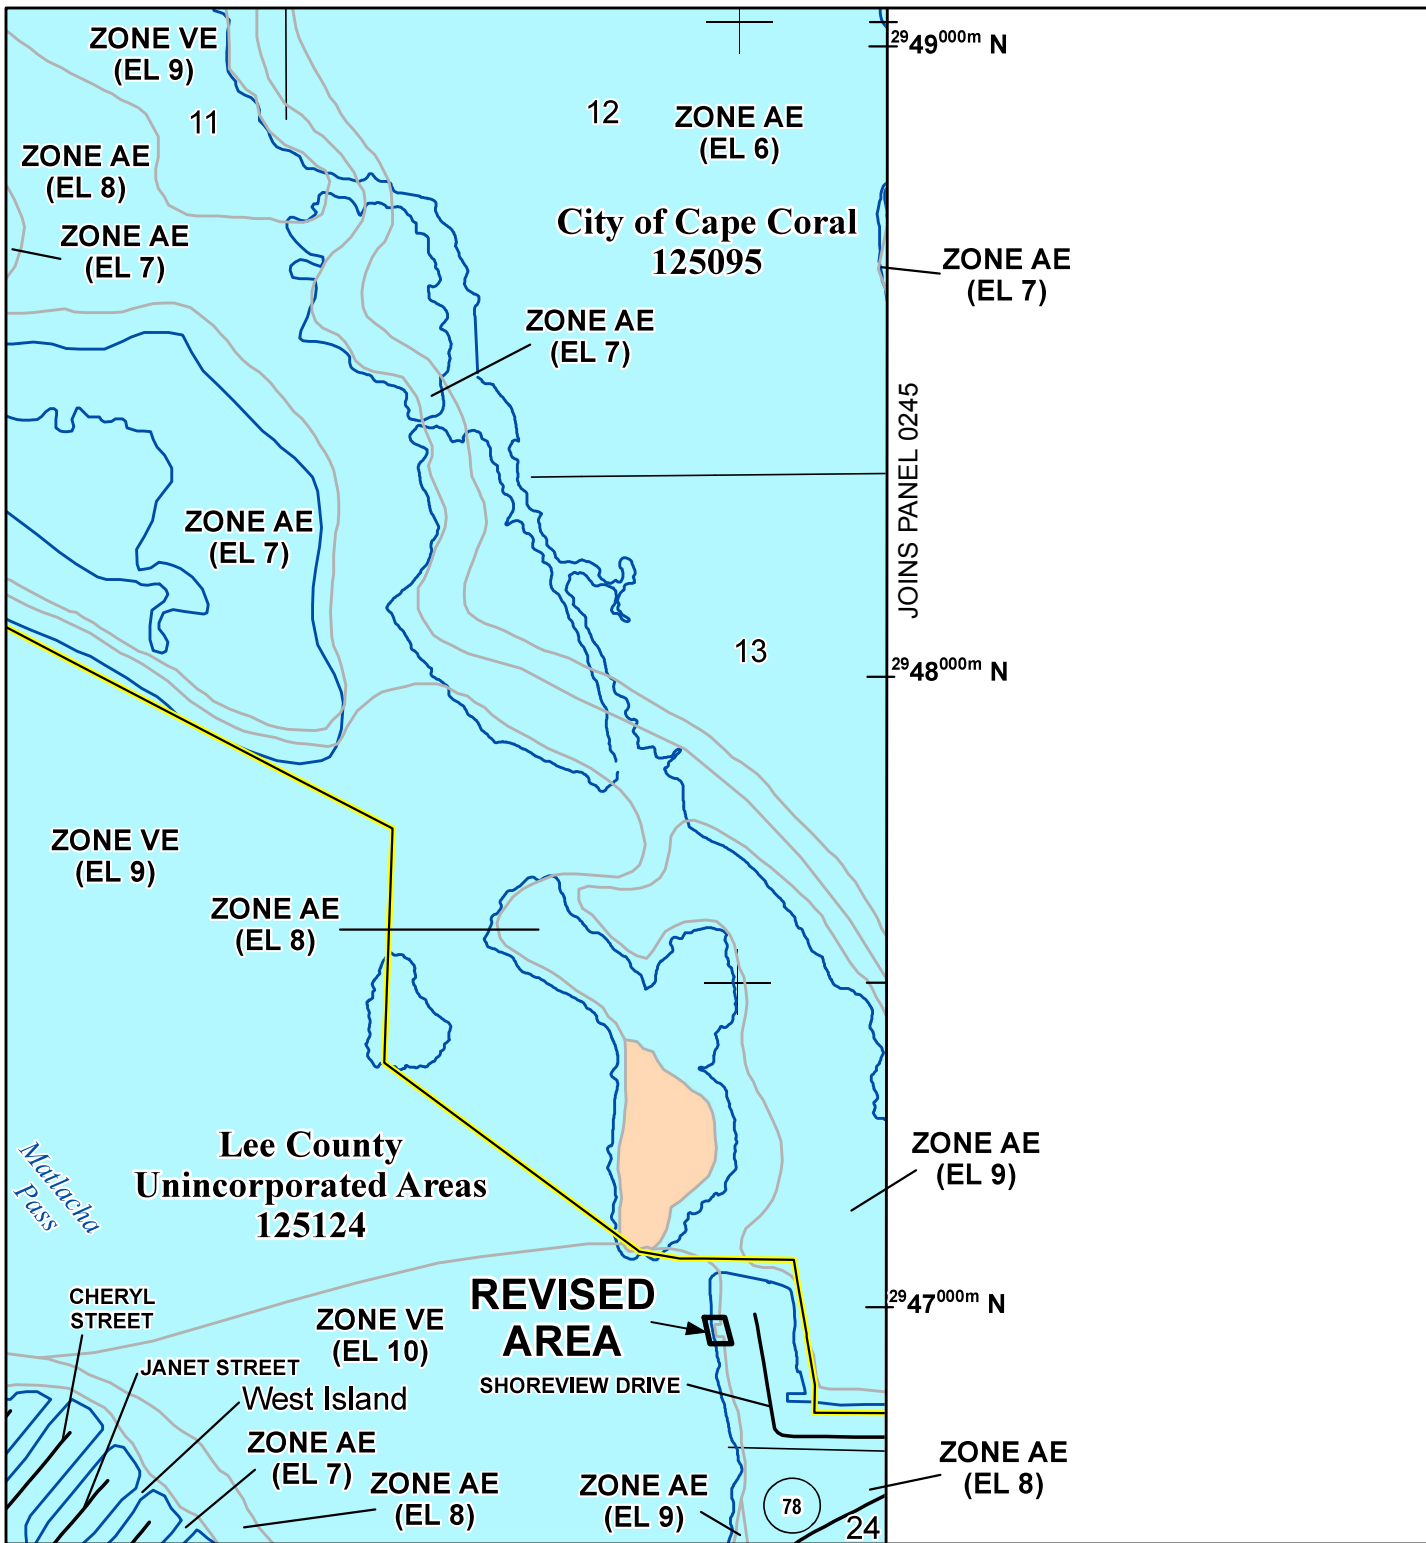 ZONE VE
(EL 9)
11
12
ZONE AE
(EL 6)
2949000m N
ZONE AE
(EL 8)
ZONE AE
(EL 7)
City of Cape Coral
125095
ZONE AE
(EL 7)
ZONE AE
(EL 7)
JOINS PANEL 0245
ZONE AE
(EL 7)
13
2948000m N
ZONE VE
(EL 9)
ZONE AE
(EL 8)
Lee County
Unincorporated Areas
125124
Matlacha
Pass
ZONE AE
(EL 9)
REVISED
AREA
2947000m N
CHERYL
STREET
ZONE VE
(EL 10)
JANET STREET
West Island
SHOREVIEW DRIVE
ZONE AE
(EL 7)
ZONE AE
(EL 8)
ZONE AE
(EL 9)
78
24
ZONE AE
(EL 8)